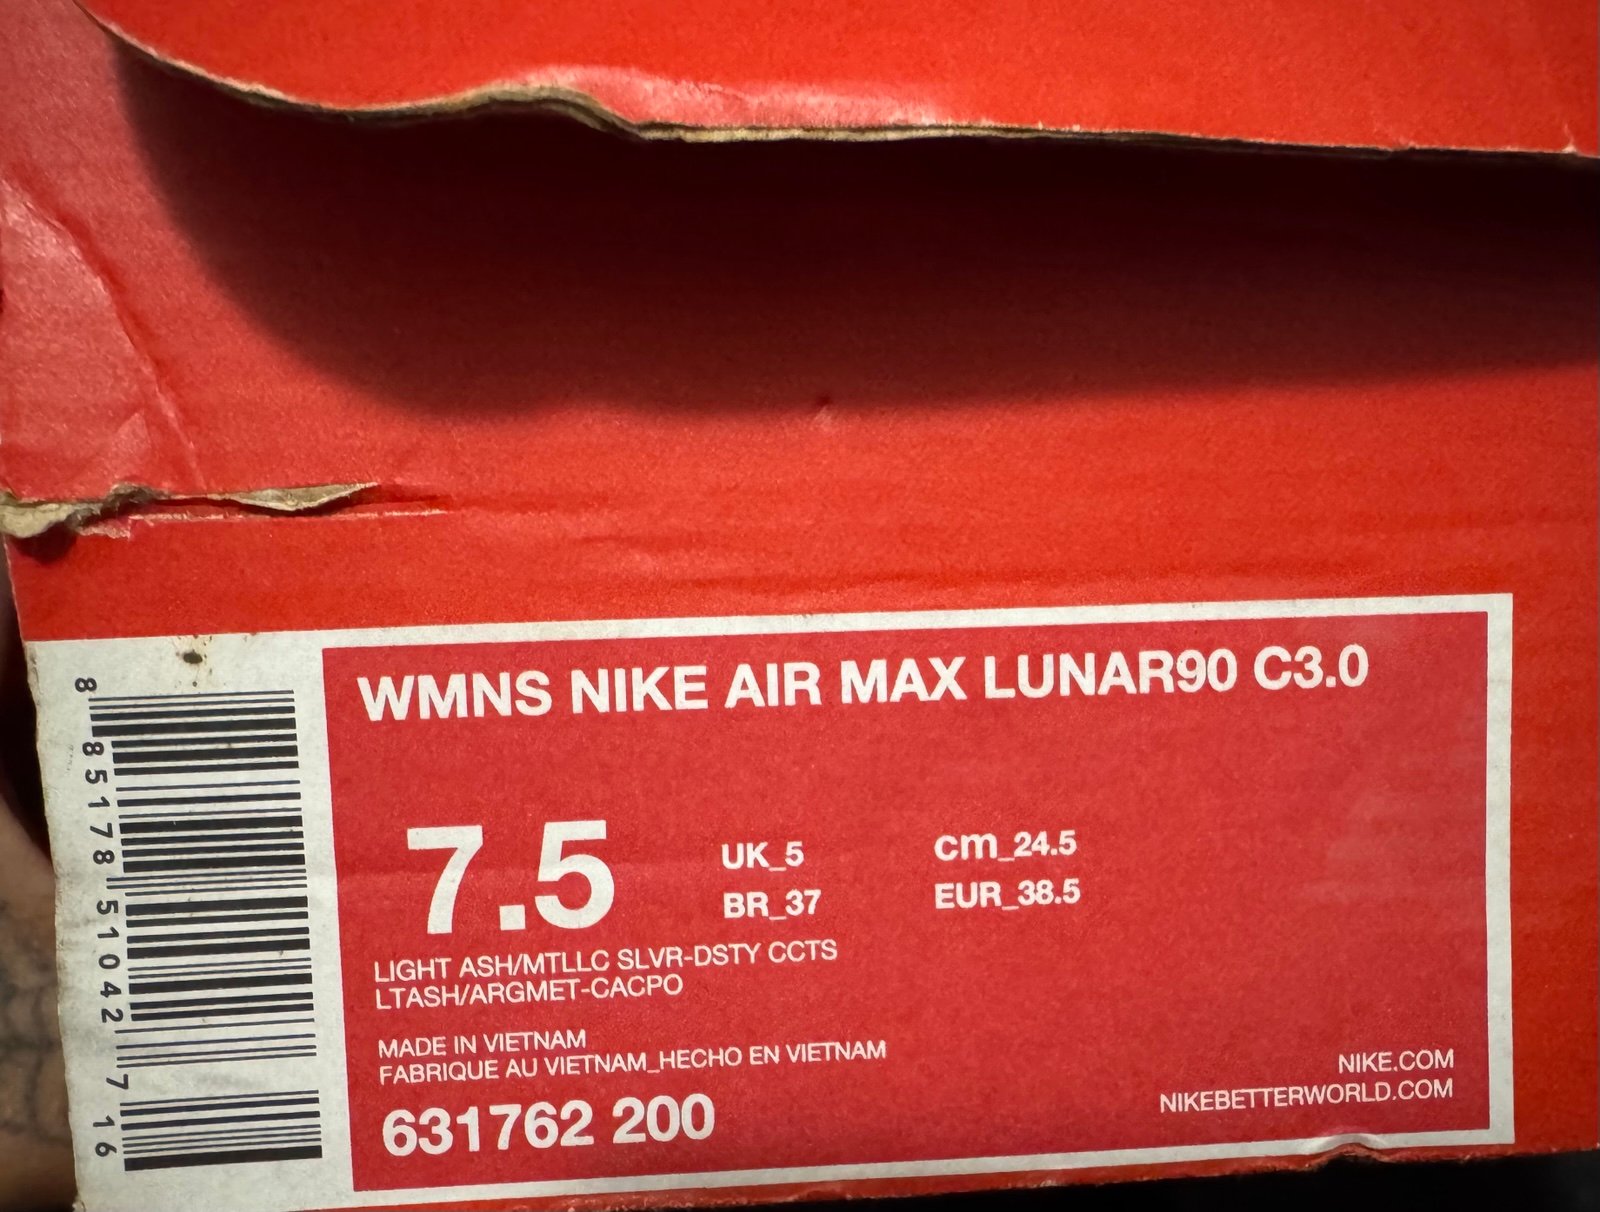 WMNS NIKE AIR MAX LUNAR90 C3.0
7.5
UK_5
cm_24.5
BR_37
EUR_38.5
LIGHT ASH/MTLLC SLVR-DSTY CCTS
LTASH/ARGMET-CACPO
MADE IN VIETNAM
FABRIQUE AU VIETNAM_HECHO EN VIETNAM
631762 200
NIKE.COM
NIKEBETTERWORLD.COM
8 85178 51042 7 16